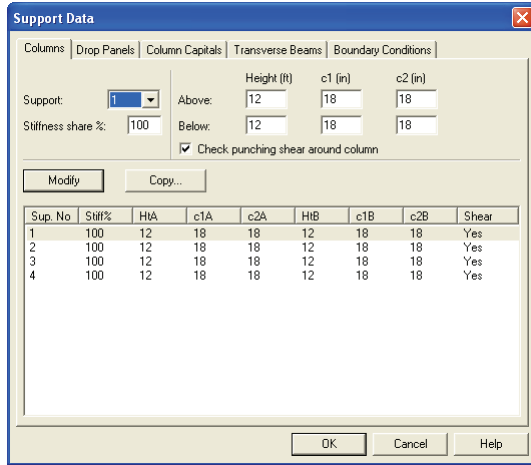 Support Data
Columns Drop Panels Column Capitals Transverse Beams Boundary Conditions
Height (ft) c1 (in) c2 (in)
Support: 1 Above: 12 18 18
Stiffness share %: 100 Below: 12 18 18
Check punching shear around column
Modify Copy...
Sup. No Stiff% HtA c1A c2A HtB c1B c2B Shear
1 100 12 18 18 12 18 18 Yes
2 100 12 18 18 12 18 18 Yes
3 100 12 18 18 12 18 18 Yes
4 100 12 18 18 12 18 18 Yes
OK Cancel Help